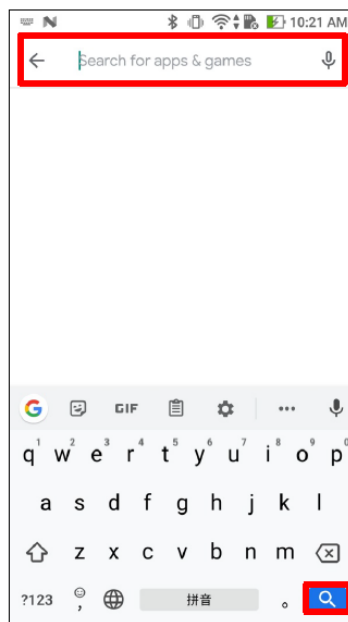 10:21 AM
Search for apps & games
G GIF
1 2 3 4 5 6 7 8 9 0
q w e r t y u i o p
a s d f g h j k l
z x c v b n m
?123 , 拼音 。